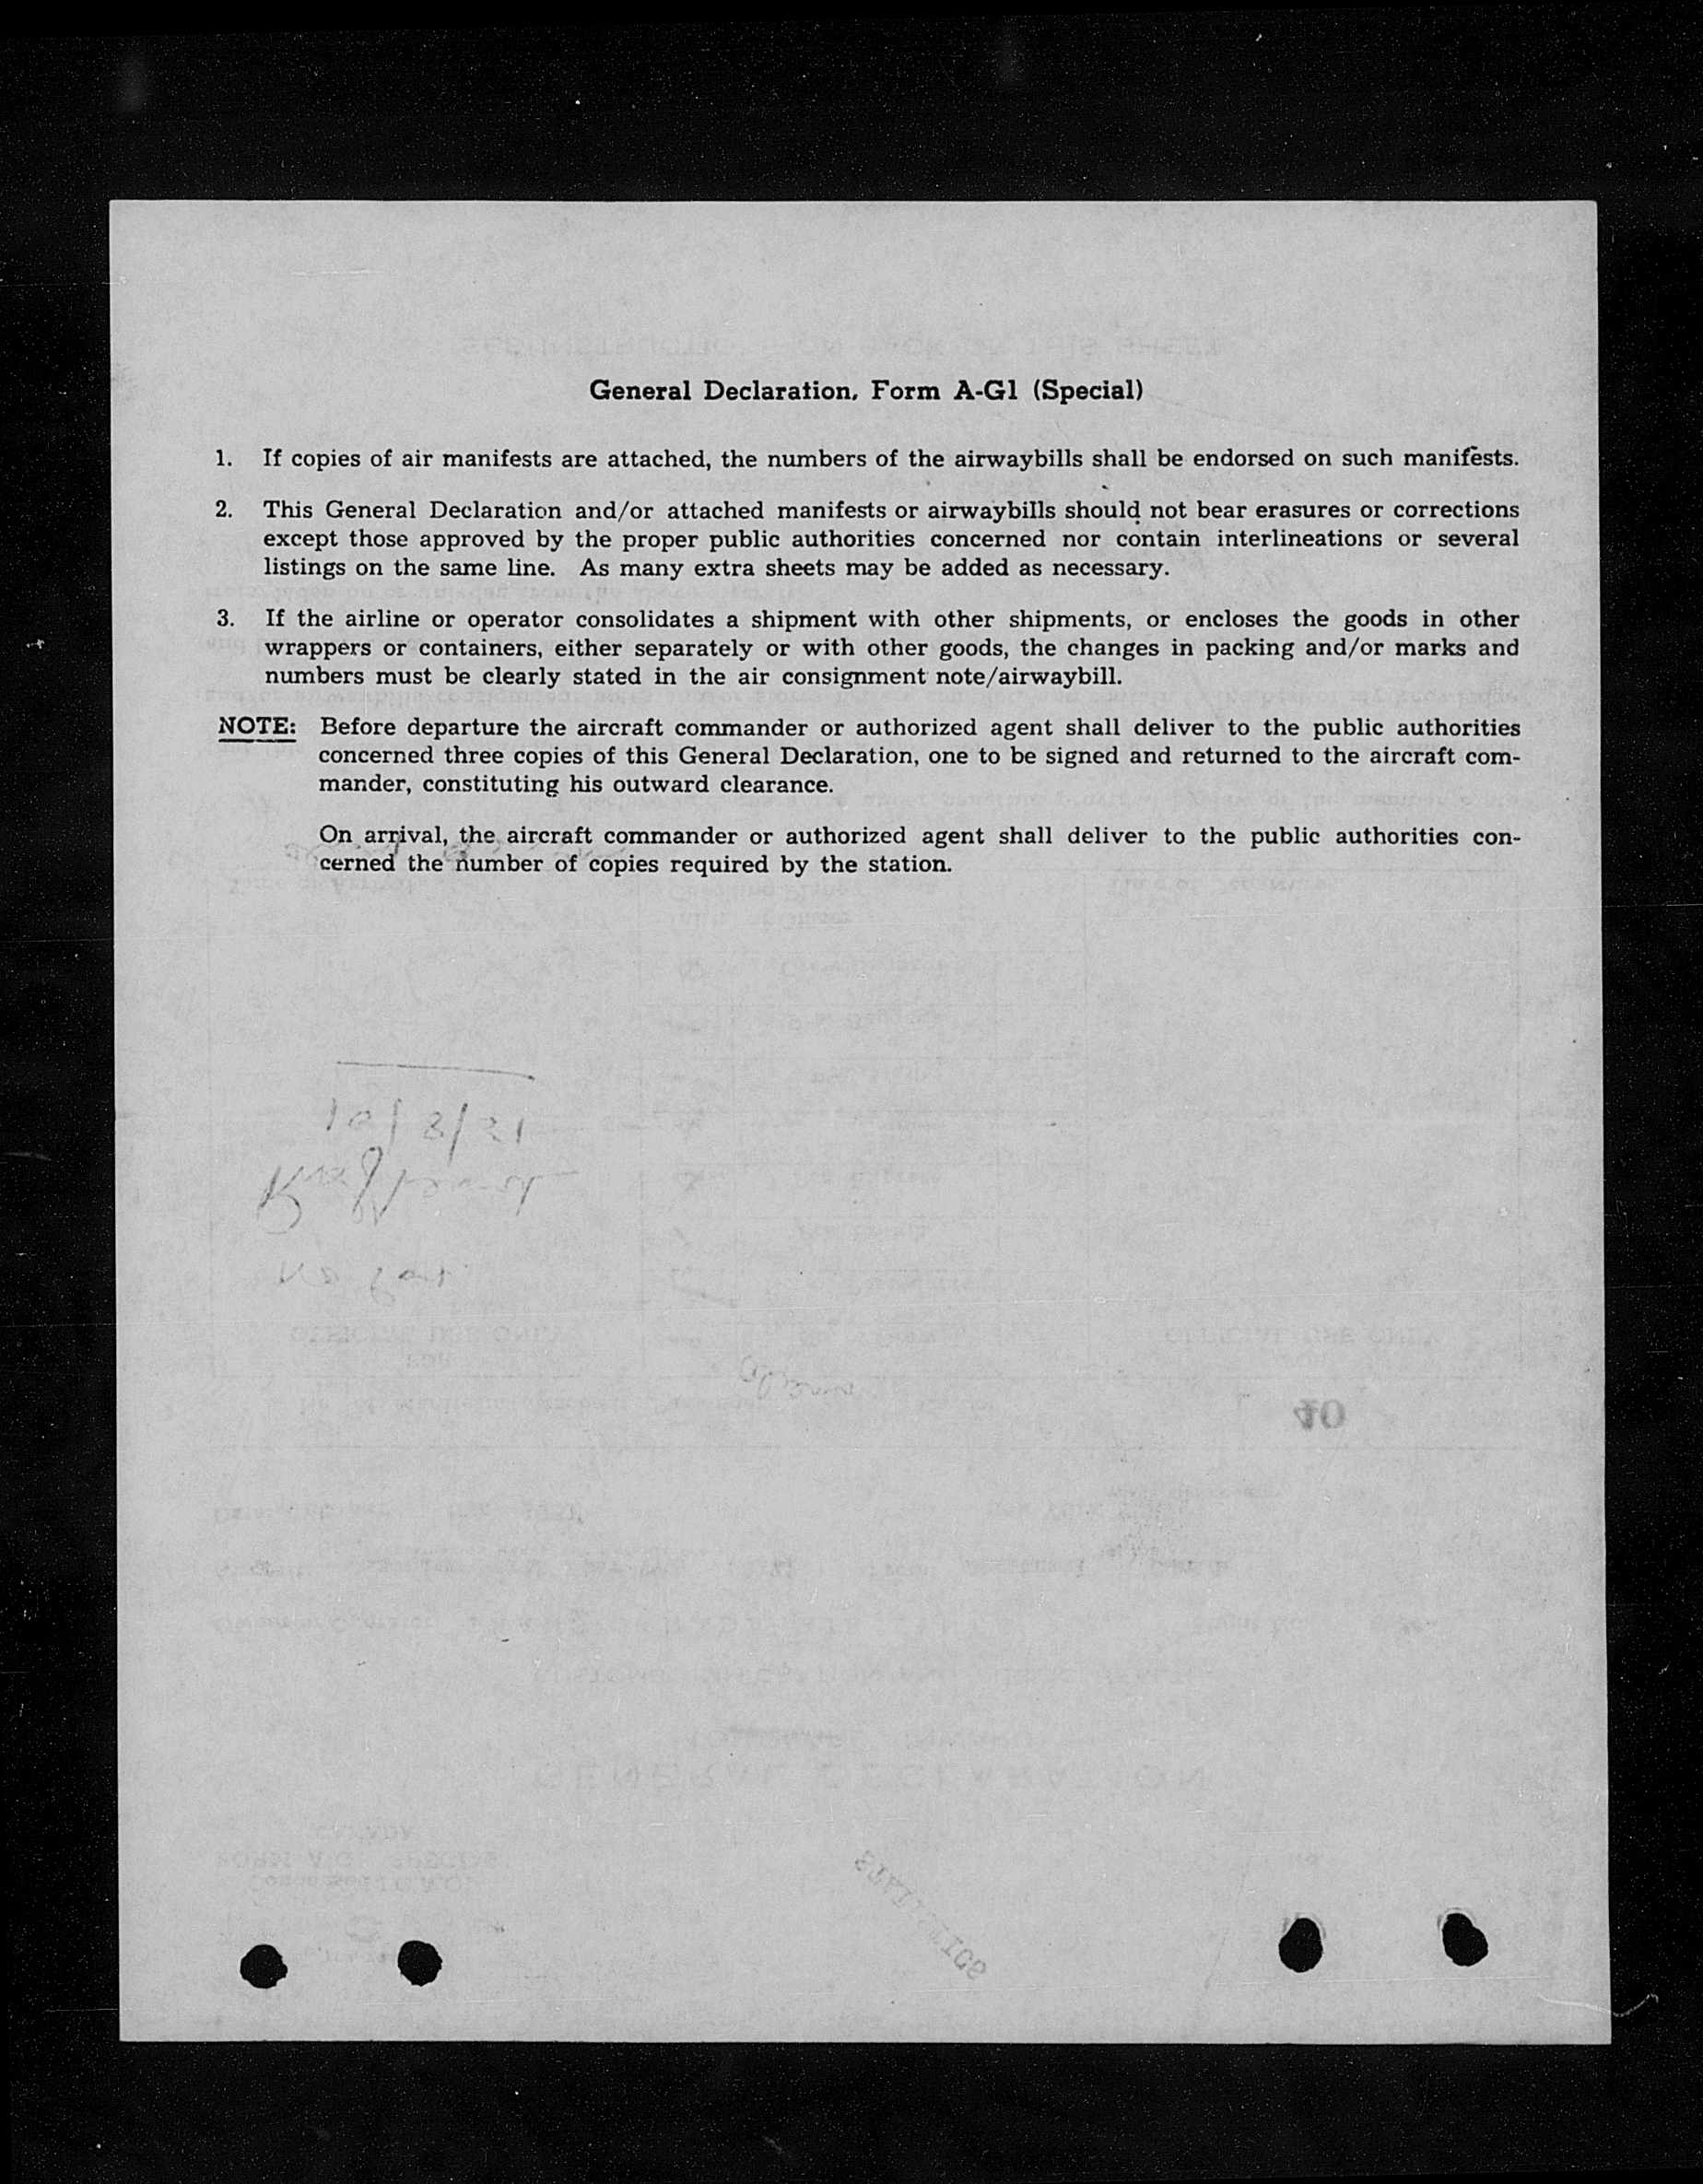 General Declaration, Form A-G1 (Special)
1. If copies of air manifests are attached, the numbers of the airwaybills shall be endorsed on such manifests.
2. This General Declaration and/or attached manifests or airwaybills should not bear erasures or corrections
except those approved by the proper public authorities concerned nor contain interlineations or several
listings on the same line. As many extra sheets may be added as necessary.
3. If the airline or operator consolidates a shipment with other shipments, or encloses the goods in other
wrappers or containers, either separately or with other goods, the changes in packing and/or marks and
numbers must be clearly stated in the air consignment note/airwaybill.
NOTE: Before departure the aircraft commander or authorized agent shall deliver to the public authorities
concerned three copies of this General Declaration, one to be signed and returned to the aircraft com-
mander, constituting his outward clearance.
On arrival, the aircraft commander or authorized agent shall deliver to the public authorities con-
cerned the number of copies required by the station.